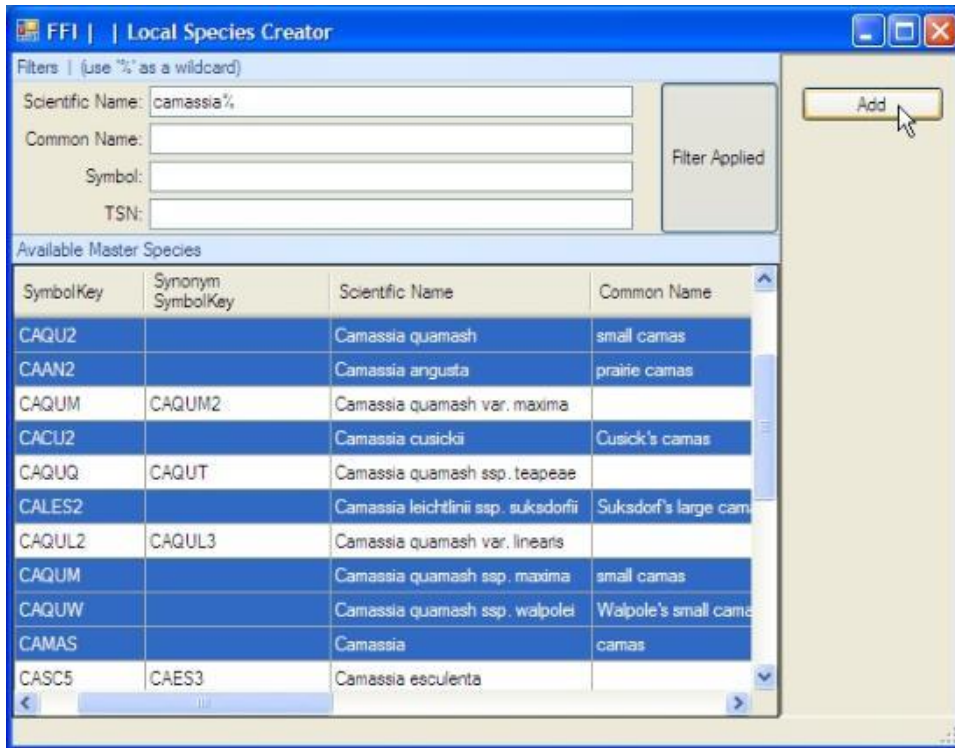 FFI | | Local Species Creator
Filters | (use '%' as a wildcard)
Scientific Name: camassia%
Common Name:
Symbol:
TSN:
Filter Applied
Add
Available Master Species
SymbolKey Synonym SymbolKey Scientific Name Common Name
CAQU2 Camassia quamash small camas
CAAN2 Camassia angusta prairie camas
CAQUM CAQUM2 Camassia quamash var. maxima
CACU2 Camassia cusickii Cusick's camas
CAQUQ CAQUT Camassia quamash ssp. teapeae
CALES2 Camassia leichtlinii ssp. suksdorfii Suksdorf's large cam
CAQUL2 CAQUL3 Camassia quamash var. linearis
CAQUM Camassia quamash ssp. maxima small camas
CAQUW Camassia quamash ssp. walpolei Walpole's small cama
CAMAS Camassia camas
CASC5 CAES3 Camassia esculenta